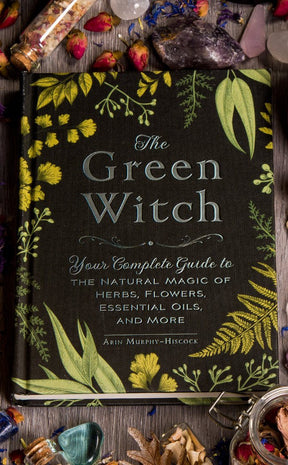 The
Green
Witch
Your Complete Guide to
the Natural Magic of
Herbs, Flowers,
Essential Oils,
and More
Arin Murphy-Hiscock